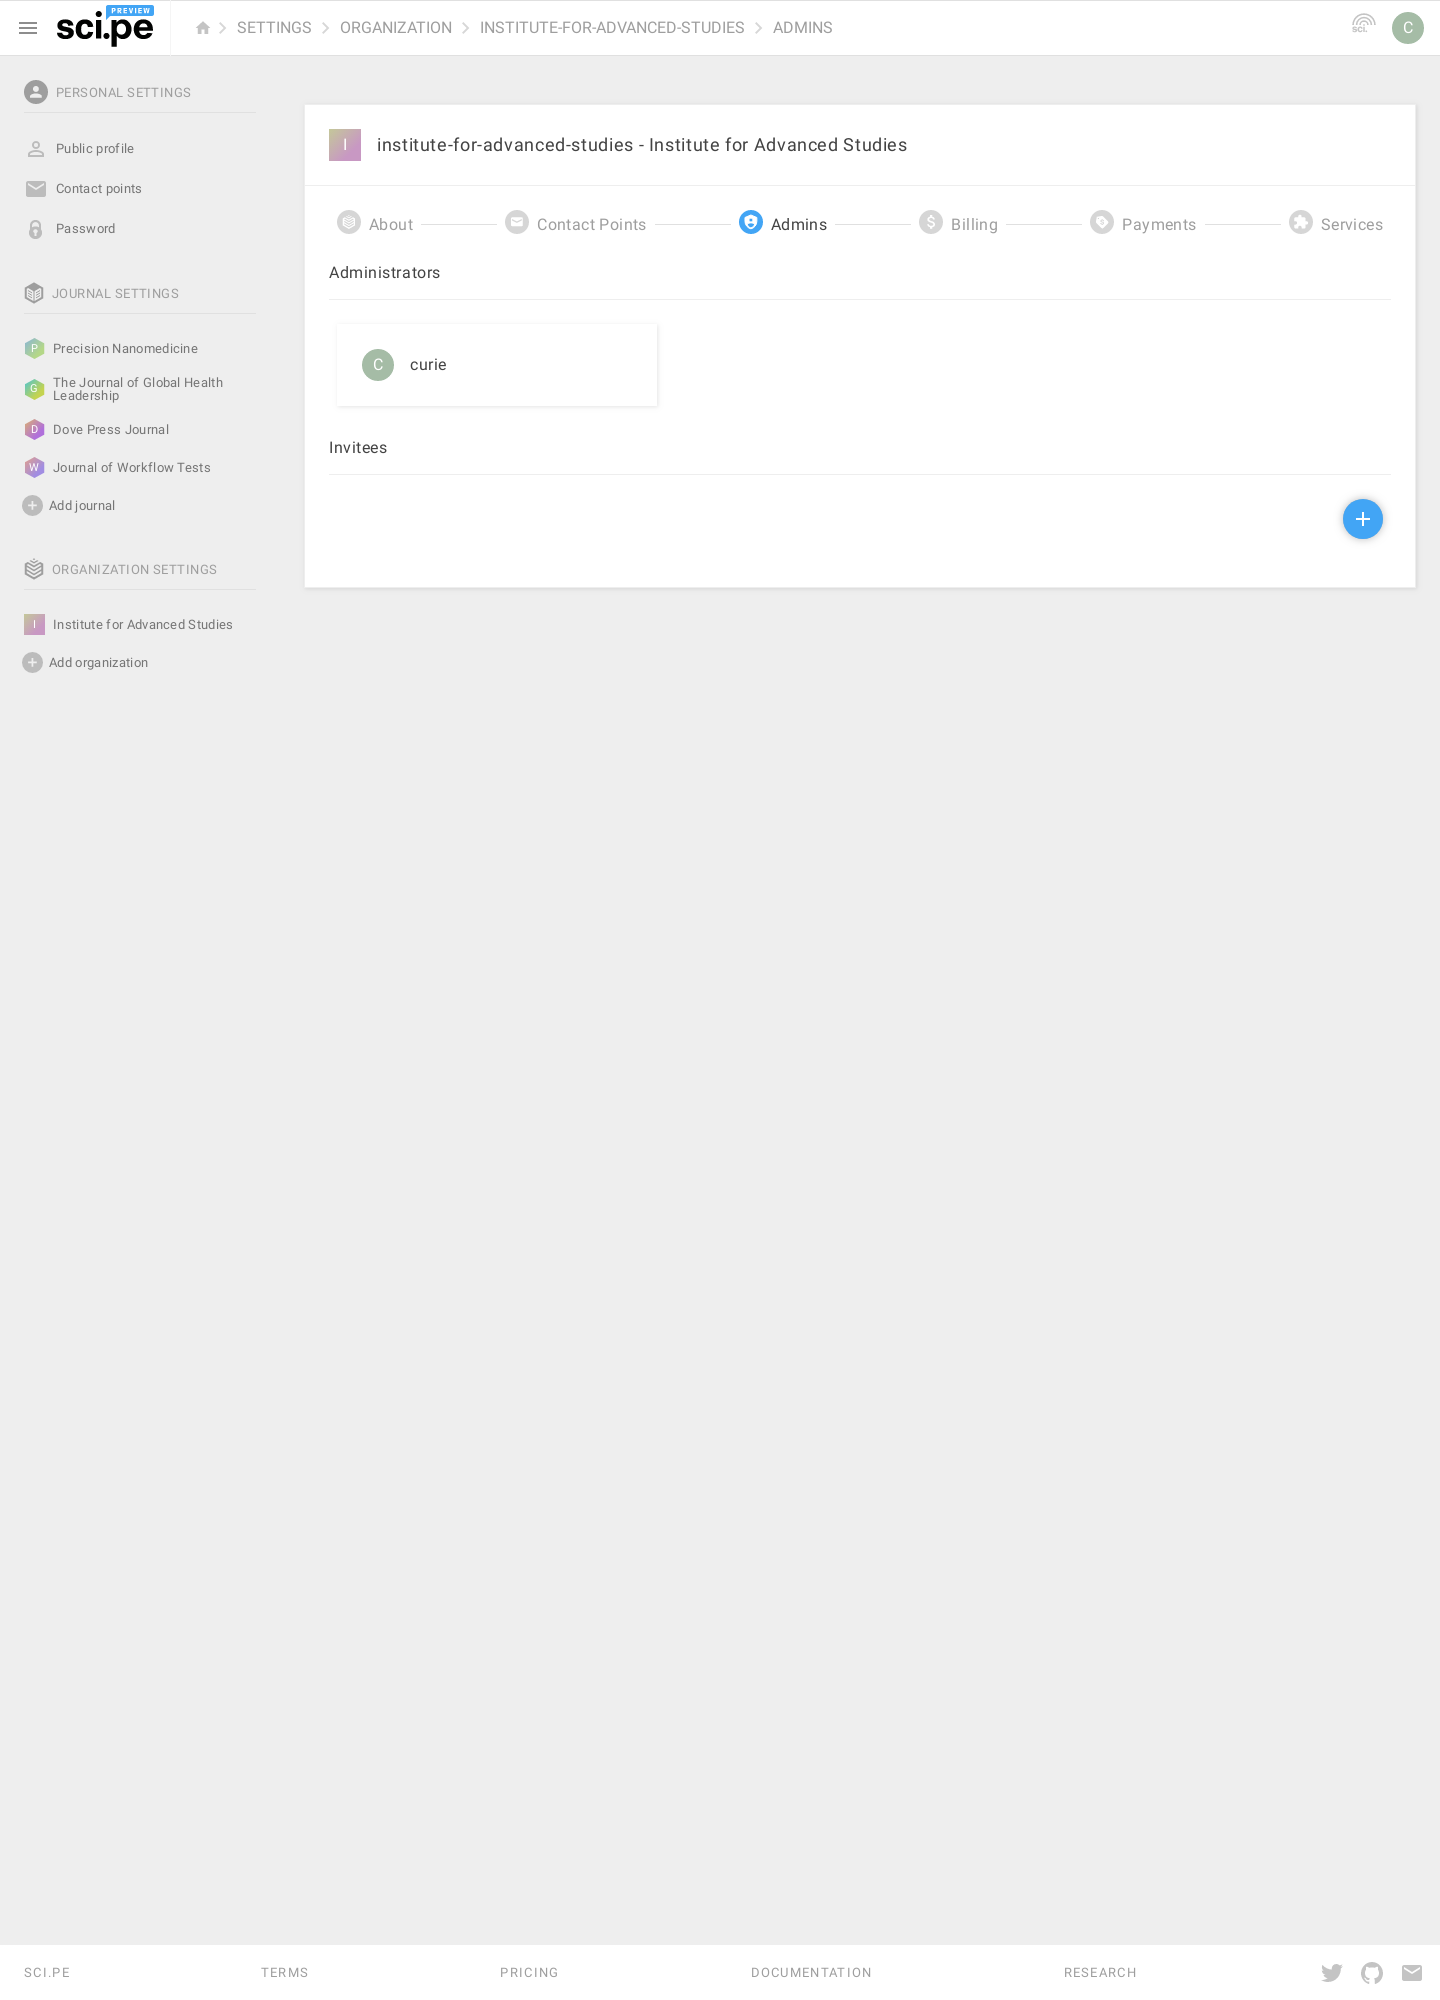 PREVIEW
sci.pe
SETTINGS
ORGANIZATION
INSTITUTE-FOR-ADVANCED-STUDIES
ADMINS
sci.
C
PERSONAL SETTINGS
Public profile
Contact points
Password
JOURNAL SETTINGS
P
Precision Nanomedicine
G
The Journal of Global Health
Leadership
D
Dove Press Journal
W
Journal of Workflow Tests
Add journal
ORGANIZATION SETTINGS
I
Institute for Advanced Studies
Add organization
I
institute-for-advanced-studies - Institute for Advanced Studies
About
Contact Points
Admins
$
Billing
Payments
Services
Administrators
C
curie
Invitees
SCI.PE
TERMS
PRICING
DOCUMENTATION
RESEARCH